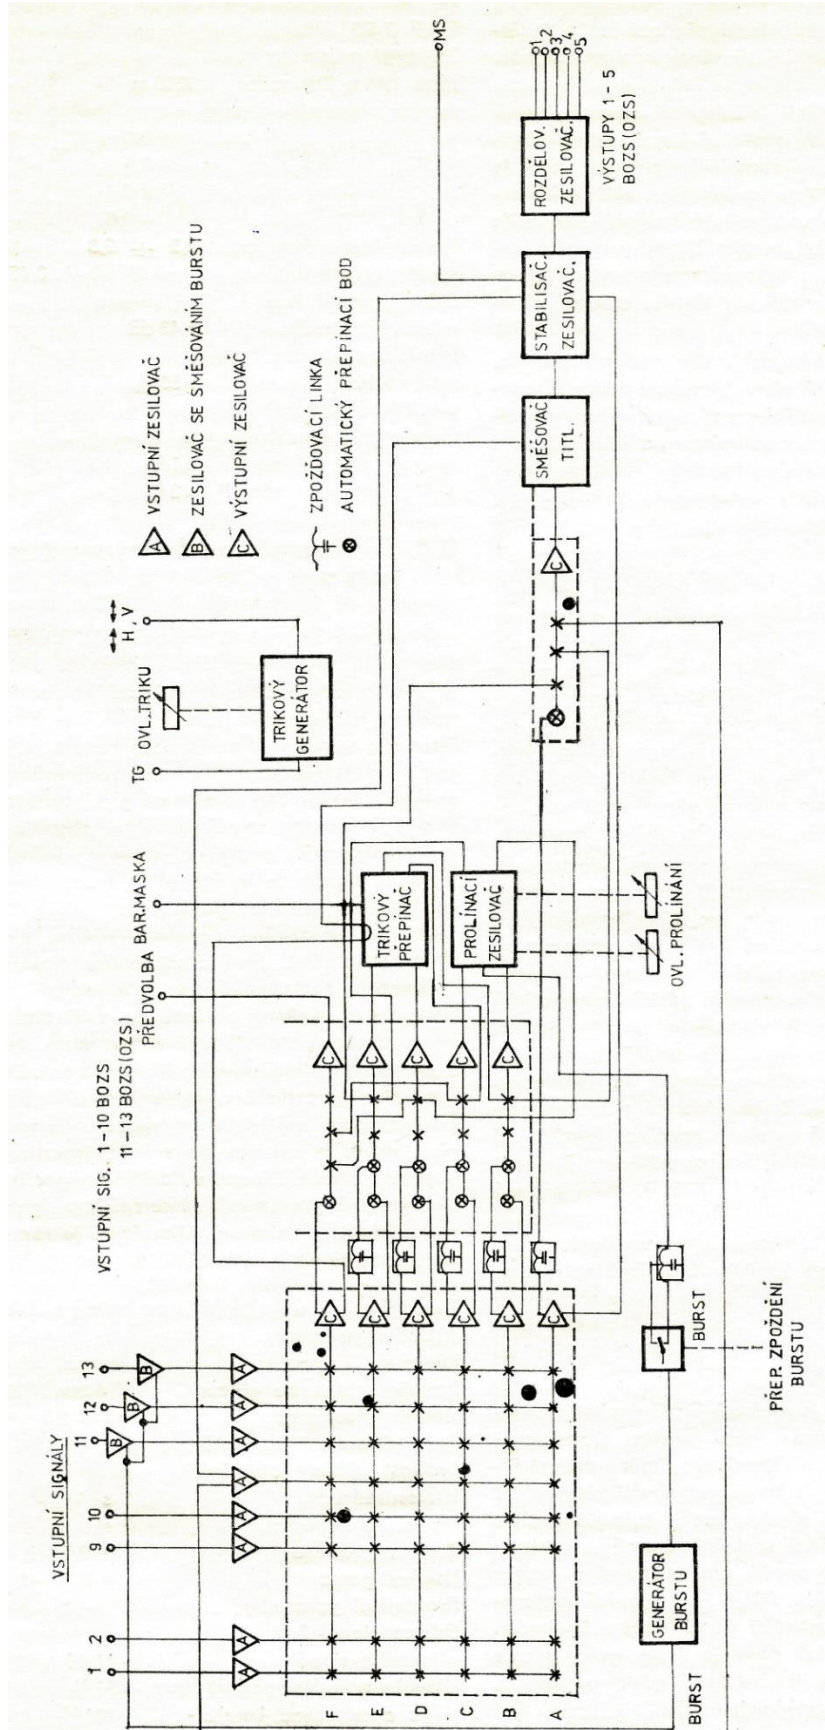 VSTUPNÍ SIGNÁLY
1
2
9
10
11
12
13
A
A
A
A
A
A
A
A
B
B
B
F
E
D
C
B
A
C
C
C
C
C
C
BURST
GENERÁTOR
BURSTU
BURST
PŘEP. ZPOŽDĚNÍ
BURSTU
VSTUPNÍ SIG. 1-10 BOZS
11-13 BOZS(OZS)
PŘEDVOLBA
BAR.MASKA
C
C
C
C
C
TRIKOVÝ
PŘEPÍNAČ
PROLÍNACÍ
ZESILOVAČ
OVL. PROLÍNÁNÍ
TG
OVL.TRIKU
H, V
TRIKOVÝ
GENERÁTOR
A VSTUPNÍ ZESILOVAČ
B ZESILOVAČ SE SMĚŠOVÁNÍM BURSTU
C VÝSTUPNÍ ZESILOVAČ
ZPOŽĎOVACÍ LINKA
AUTOMATICKÝ PŘEPÍNACÍ BOD
C
SMĚŠOVAČ
TITL.
STABILISAČ.
ZESILOVAČ.
ROZDĚLOV.
ZESILOVAČ.
MS
1
2
3
4
5
VÝSTUPY 1-5
BOZS(OZS)